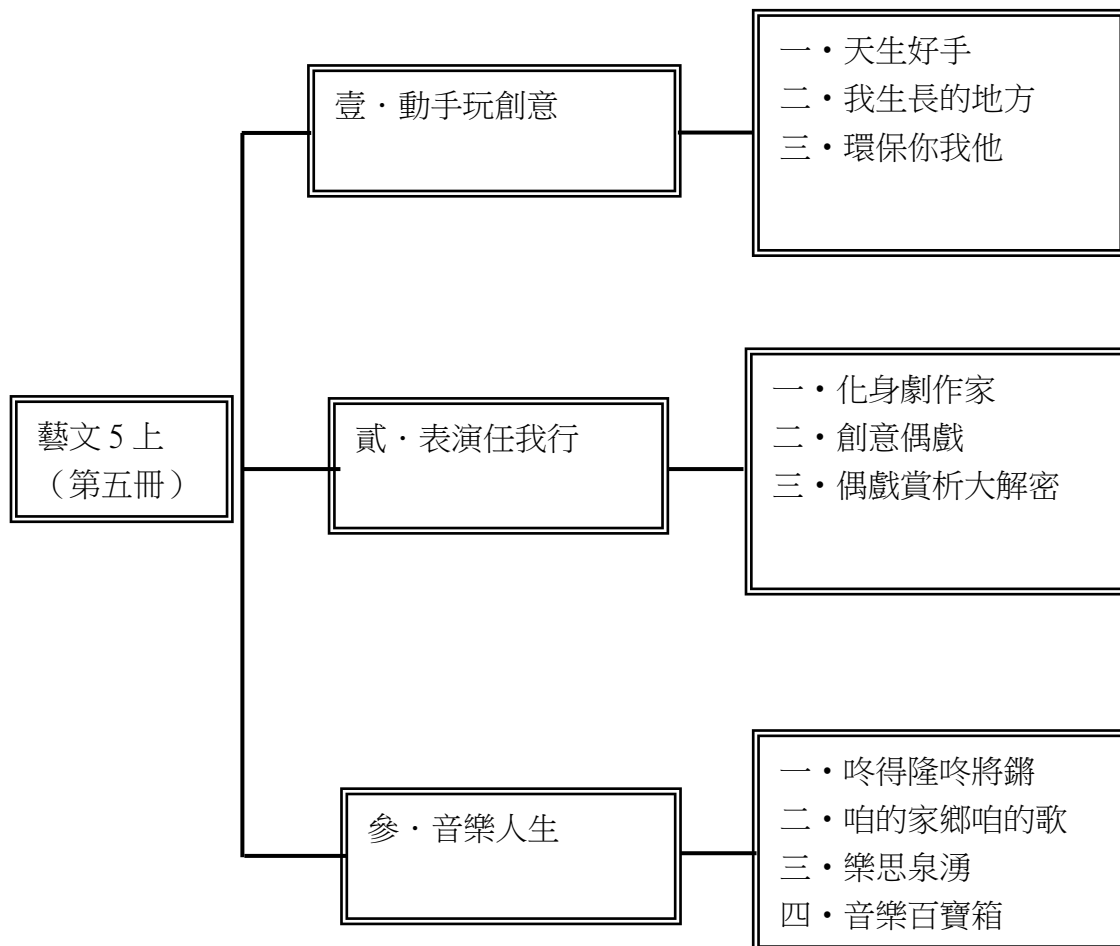 藝文 5 上
（第五冊）
壹．動手玩創意
一．天生好手
二．我生長的地方
三．環保你我他
貳．表演任我行
一．化身劇作家
二．創意偶戲
三．偶戲賞析大解密
參．音樂人生
一．咚得隆咚將鏘
二．咱的家鄉咱的歌
三．樂思泉湧
四．音樂百寶箱